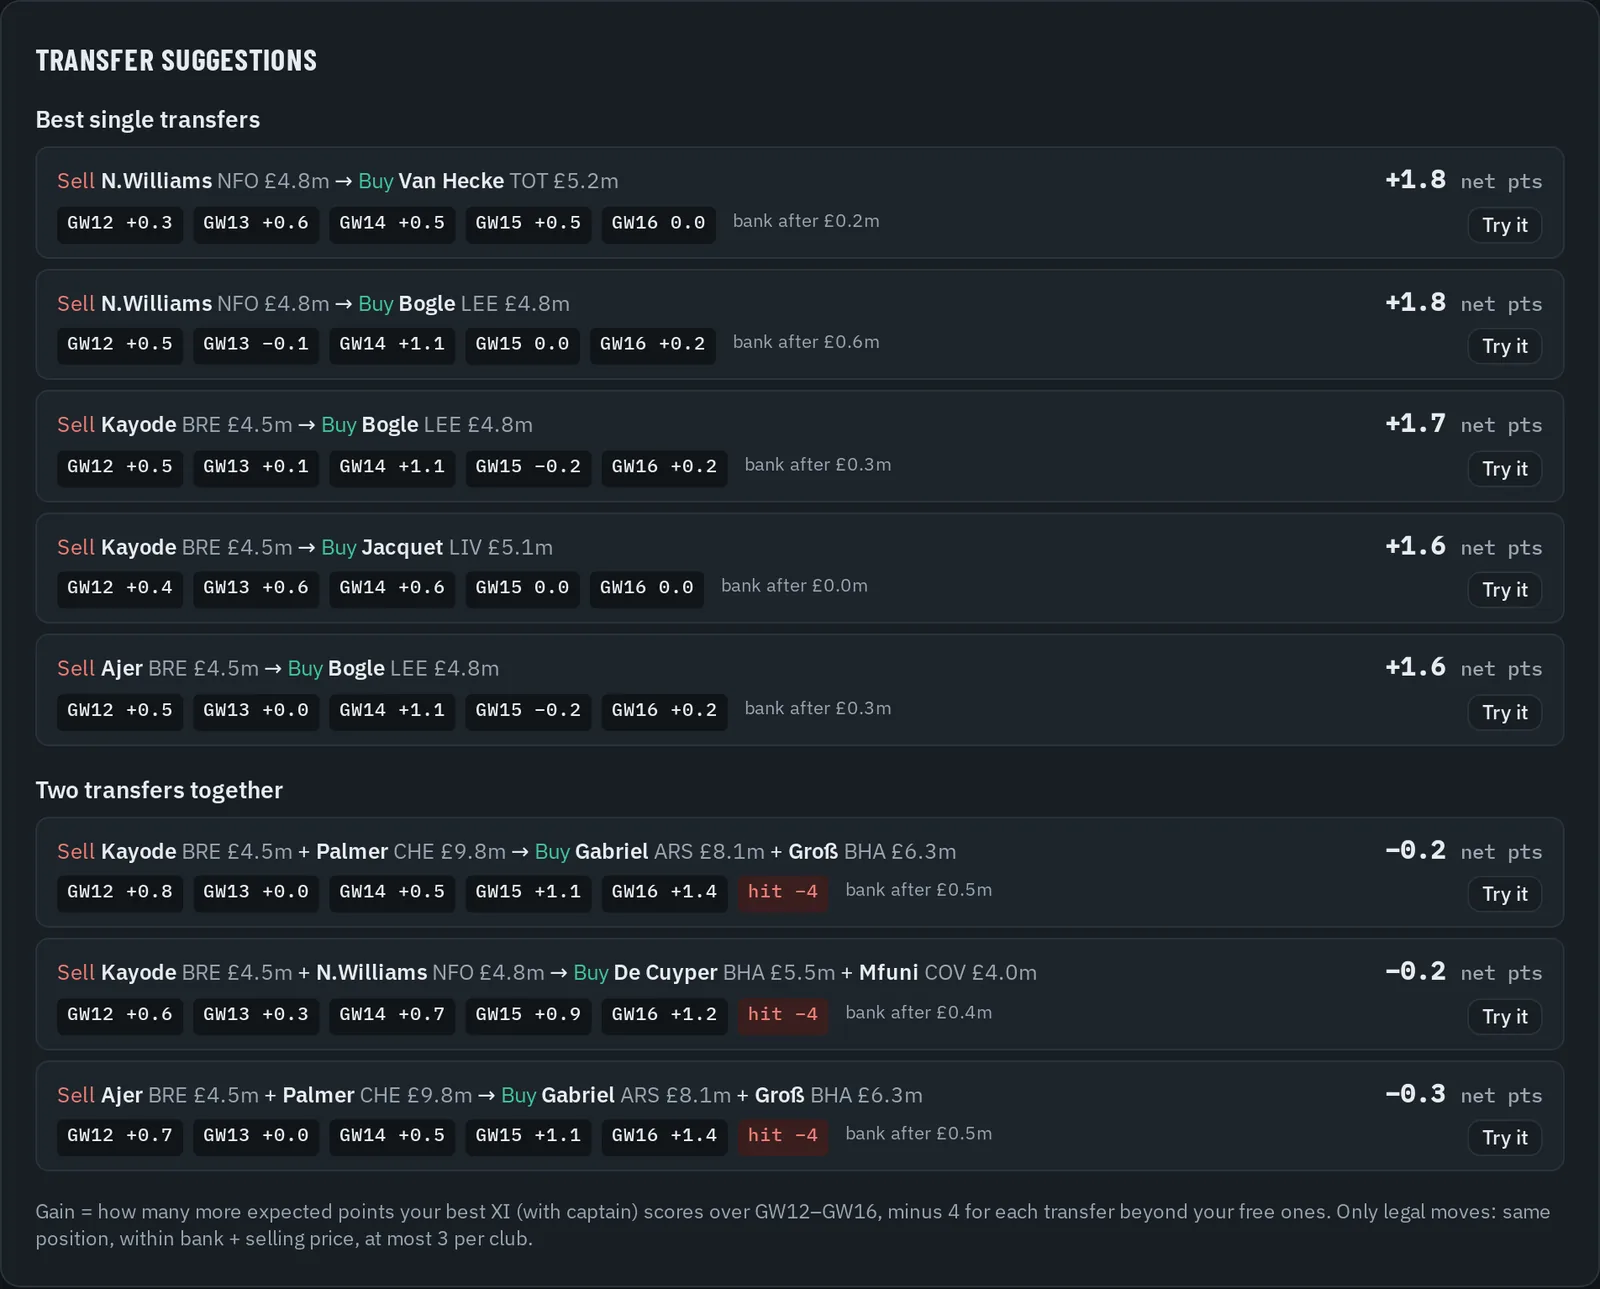 TRANSFER SUGGESTIONS
Best single transfers
Sell N.Williams NFO £4.8m → Buy Van Hecke TOT £5.2m
+1.8 net pts
GW12 +0.3 GW13 +0.6 GW14 +0.5 GW15 +0.5 GW16 0.0 bank after £0.2m
Try it
Sell N.Williams NFO £4.8m → Buy Bogle LEE £4.8m
+1.8 net pts
GW12 +0.5 GW13 −0.1 GW14 +1.1 GW15 0.0 GW16 +0.2 bank after £0.6m
Try it
Sell Kayode BRE £4.5m → Buy Bogle LEE £4.8m
+1.7 net pts
GW12 +0.5 GW13 +0.1 GW14 +1.1 GW15 −0.2 GW16 +0.2 bank after £0.3m
Try it
Sell Kayode BRE £4.5m → Buy Jacquet LIV £5.1m
+1.6 net pts
GW12 +0.4 GW13 +0.6 GW14 +0.6 GW15 0.0 GW16 0.0 bank after £0.0m
Try it
Sell Ajer BRE £4.5m → Buy Bogle LEE £4.8m
+1.6 net pts
GW12 +0.5 GW13 +0.0 GW14 +1.1 GW15 −0.2 GW16 +0.2 bank after £0.3m
Try it
Two transfers together
Sell Kayode BRE £4.5m + Palmer CHE £9.8m → Buy Gabriel ARS £8.1m + Groß BHA £6.3m
−0.2 net pts
GW12 +0.8 GW13 +0.0 GW14 +0.5 GW15 +1.1 GW16 +1.4 hit −4 bank after £0.5m
Try it
Sell Kayode BRE £4.5m + N.Williams NFO £4.8m → Buy De Cuyper BHA £5.5m + Mfuni COV £4.0m
−0.2 net pts
GW12 +0.6 GW13 +0.3 GW14 +0.7 GW15 +0.9 GW16 +1.2 hit −4 bank after £0.4m
Try it
Sell Ajer BRE £4.5m + Palmer CHE £9.8m → Buy Gabriel ARS £8.1m + Groß BHA £6.3m
−0.3 net pts
GW12 +0.7 GW13 +0.0 GW14 +0.5 GW15 +1.1 GW16 +1.4 hit −4 bank after £0.5m
Try it
Gain = how many more expected points your best XI (with captain) scores over GW12–GW16, minus 4 for each transfer beyond your free ones. Only legal moves: same
position, within bank + selling price, at most 3 per club.